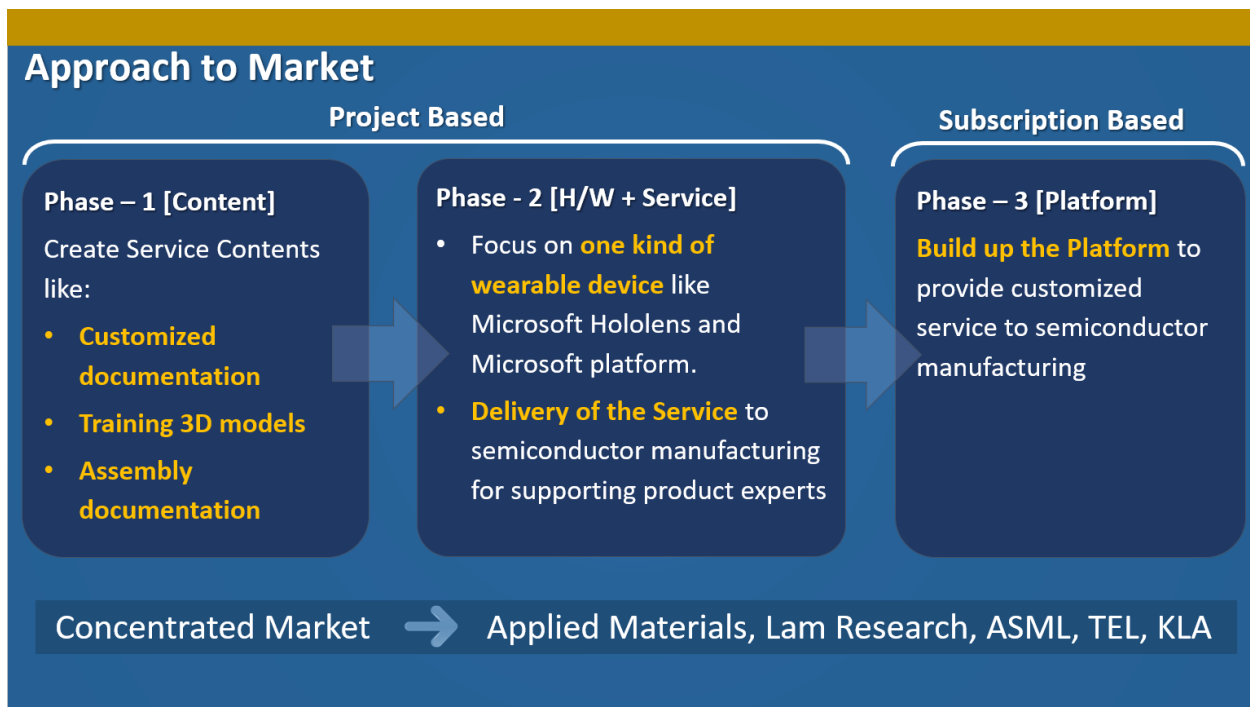 Approach to Market
Project Based
Subscription Based
Phase – 1 [Content]
Create Service Contents
like:
• Customized
documentation
• Training 3D models
• Assembly
documentation
Phase - 2 [H/W + Service]
• Focus on one kind of
wearable device like
Microsoft Hololens and
Microsoft platform.
• Delivery of the Service to
semiconductor manufacturing
for supporting product experts
Phase – 3 [Platform]
Build up the Platform to
provide customized
service to semiconductor
manufacturing
Concentrated Market → Applied Materials, Lam Research, ASML, TEL, KLA